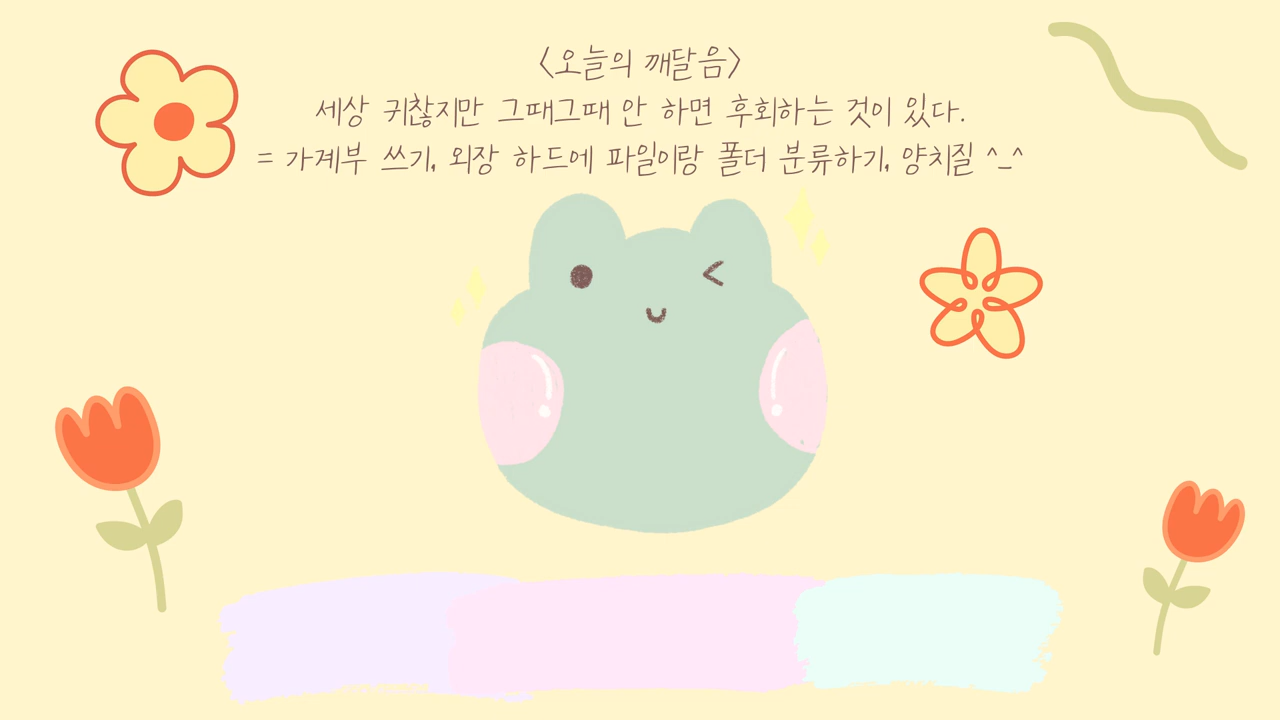 <오늘의 깨달음>
세상 귀찮지만 그때그때 안 하면 후회하는 것이 있다.
= 가계부 쓰기, 외장 하드에 파일이랑 폴더 분류하기, 양치질 ^_^